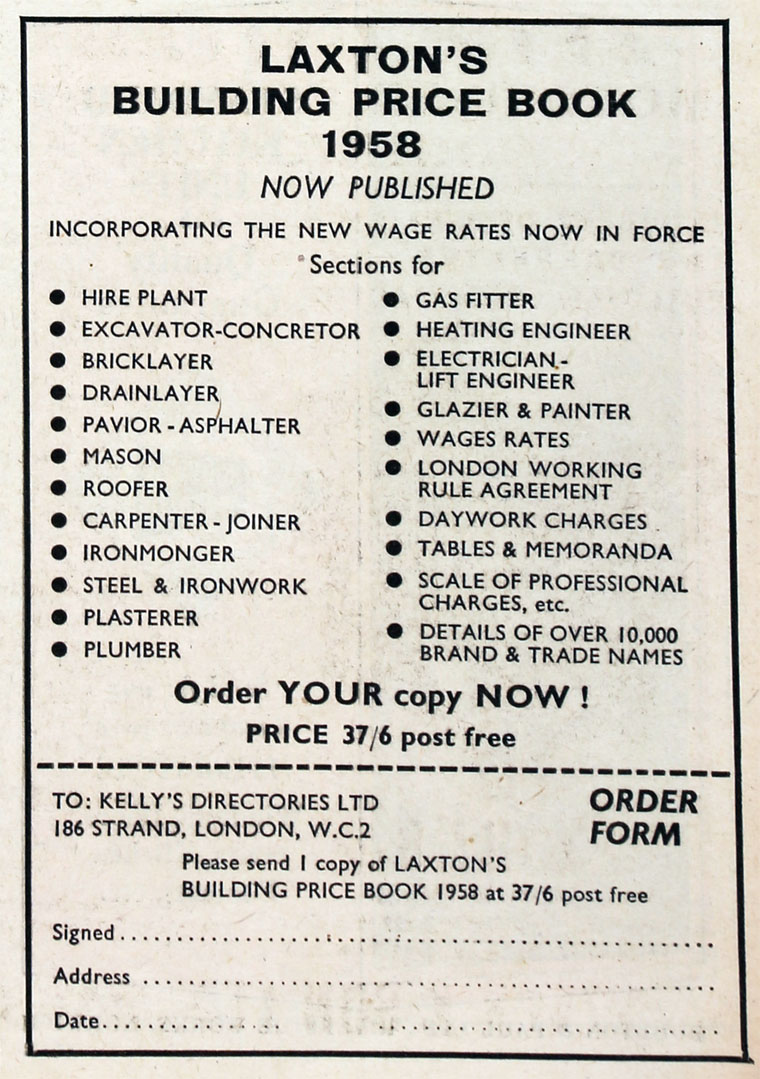 LAXTON'S
BUILDING PRICE BOOK
1958
NOW PUBLISHED
INCORPORATING THE NEW WAGE RATES NOW IN FORCE
Sections for
● HIRE PLANT
● EXCAVATOR-CONCRETOR
● BRICKLAYER
● DRAINLAYER
● PAVIOR - ASPHALTER
● MASON
● ROOFER
● CARPENTER - JOINER
● IRONMONGER
● STEEL & IRONWORK
● PLASTERER
● PLUMBER
● GAS FITTER
● HEATING ENGINEER
● ELECTRICIAN -
LIFT ENGINEER
● GLAZIER & PAINTER
● WAGES RATES
● LONDON WORKING
RULE AGREEMENT
● DAYWORK CHARGES
● TABLES & MEMORANDA
● SCALE OF PROFESSIONAL
CHARGES, etc.
● DETAILS OF OVER 10,000
BRAND & TRADE NAMES
Order YOUR copy NOW !
PRICE 37/6 post free
TO: KELLY'S DIRECTORIES LTD
186 STRAND, LONDON, W.C.2
ORDER
FORM
Please send 1 copy of LAXTON'S
BUILDING PRICE BOOK 1958 at 37/6 post free
Signed
Address
Date